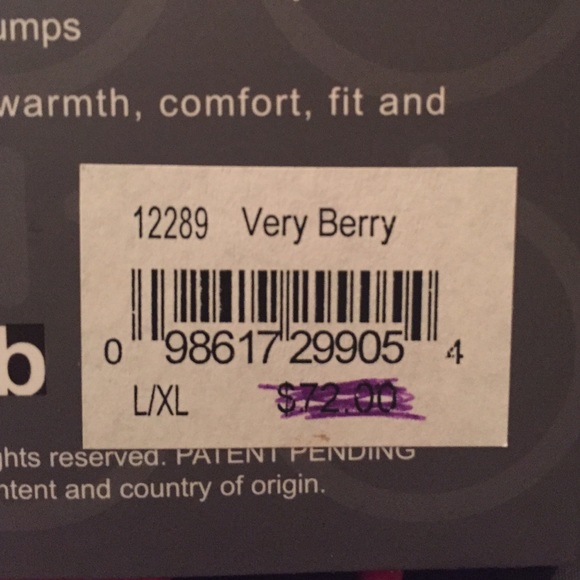 umps
warmth, comfort, fit and
12289 Very Berry
0 98617 29905 4
b
L/XL $72.00
ghts reserved. PATENT PENDING
ntent and country of origin.